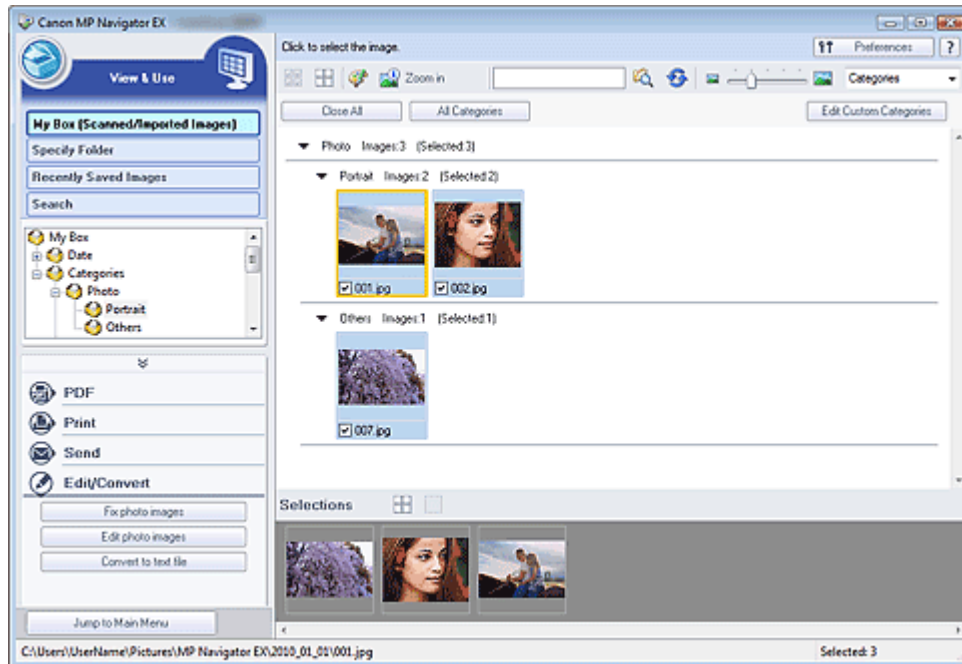 Canon MP Navigator EX
View & Use
My Box (Scanned/Imported Images)
Specify Folder
Recently Saved Images
Search
My Box
Date
Categories
Photo
Portrait
Others
PDF
Print
Send
Edit/Convert
Fix photo images
Edit photo images
Convert to text file
Jump to Main Menu
Click to select the image.
Preferences
?
Zoom in
Categories
Close All
All Categories
Edit Custom Categories
Photo Images:3 (Selected:3)
Portrait Images:2 (Selected:2)
001.jpg
002.jpg
Others Images:1 (Selected:1)
007.jpg
Selections
C:\Users\UserName\Pictures\MP Navigator EX\2010_01_01\001.jpg
Selected: 3